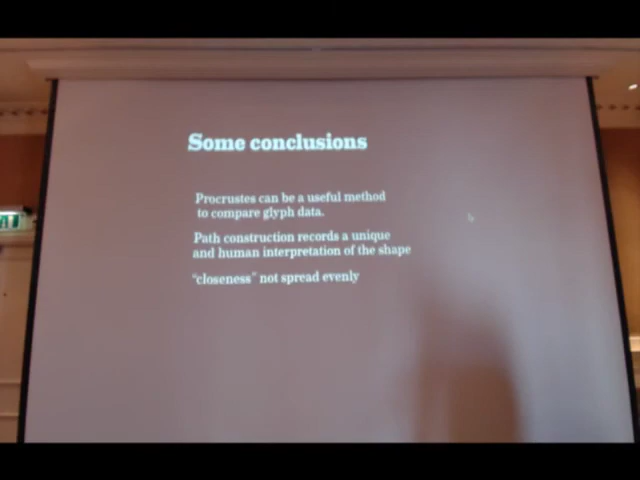 Some conclusions
Procrustes can be a useful method
to compare glyph data.
Path construction records a unique
and human interpretation of the shape
"closeness" not spread evenly